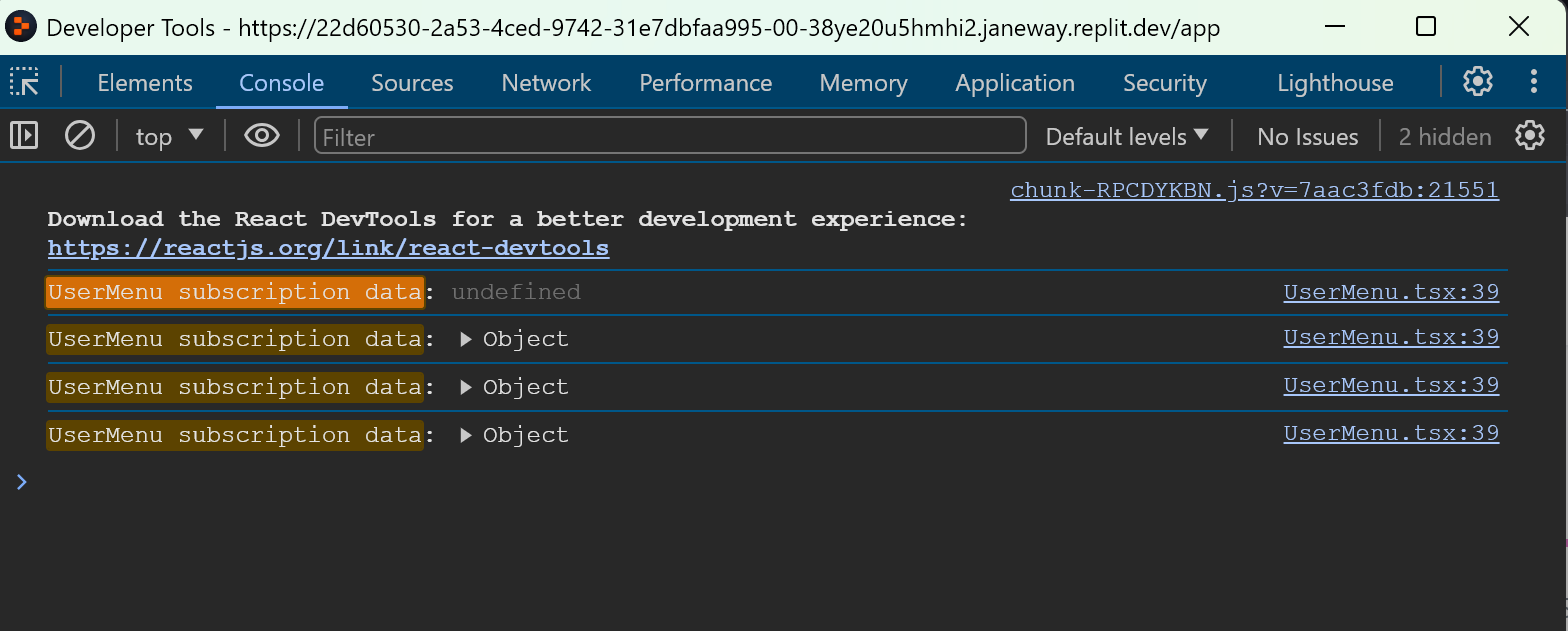 Developer Tools - https://22d60530-2a53-4ced-9742-31e7dbfaa995-00-38ye20u5hmhi2.janeway.replit.dev/app
Elements Console Sources Network Performance Memory Application Security Lighthouse
top Filter Default levels No Issues 2 hidden
chunk-RPCDYKBN.js?v=7aac3fdb:21551
Download the React DevTools for a better development experience:
https://reactjs.org/link/react-devtools
UserMenu subscription data: undefined UserMenu.tsx:39
UserMenu subscription data: Object UserMenu.tsx:39
UserMenu subscription data: Object UserMenu.tsx:39
UserMenu subscription data: Object UserMenu.tsx:39